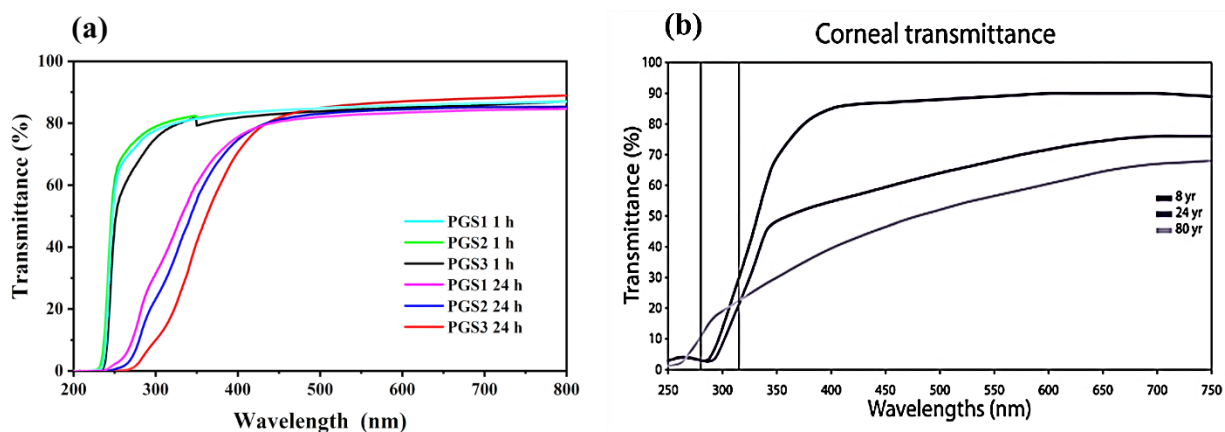 (a)
Transmittance (%)
100
80
60
40
20
0
200 300 400 500 600 700 800
Wavelength (nm)
PGS1 1 h
PGS2 1 h
PGS3 1 h
PGS1 24 h
PGS2 24 h
PGS3 24 h
(b)
Corneal transmittance
Transmittance (%)
100
90
80
70
60
50
40
30
20
10
0
250 300 350 400 450 500 550 600 650 700 750
Wavelengths (nm)
8 yr
24 yr
80 yr